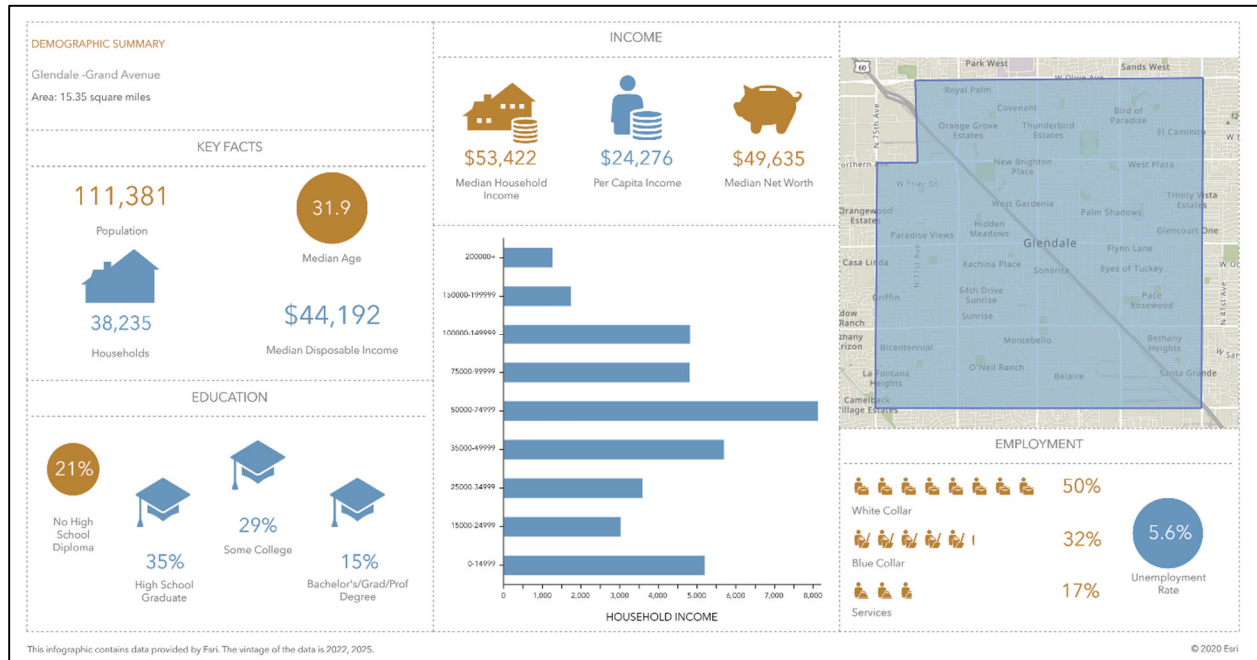 DEMOGRAPHIC SUMMARY
Glendale -Grand Avenue
Area: 15.35 square miles
KEY FACTS
111,381
Population
31.9
Median Age
38,235
Households
$44,192
Median Disposable Income
EDUCATION
21%
No High
School
Diploma
35%
High School
Graduate
29%
Some College
15%
Bachelor's/Grad/Prof
Degree
INCOME
$53,422
Median Household
Income
$24,276
Per Capita Income
$49,635
Median Net Worth
200000+
150000-199999
100000-149999
75000-99999
50000-74999
35000-49999
25000-34999
15000-24999
0-14999
0 1,000 2,000 3,000 4,000 5,000 6,000 7,000 8,000
HOUSEHOLD INCOME
60
Park West
Sands West
W Olive Ave
Royal Palm
Covenant
Bird of
Paradise
N 75th Ave
Orange Grove
Estates
Thunderbird
Estates
El Caminito
New Brighton
Place
West Plaza
W Frier Dr
West Gardenia
Trinity Vista
Estates
Orangewood
Estates
Hidden
Meadows
Palm Shadows
Paradise Views
Glendale
Glencourt One
Flynn Lane
Casa Linda
N 71st Ave
Kachina Place
Sonorita
Eyes of Tuckey
Griffin
64th Drive
Sunrise
Pace
Rosewood
N 41st Ave
Sunrise
Bicentennial
Montebello
Bethany
Heights
La Fontana
Heights
O'Neil Ranch
Belaire
Santa Grande
Camelback
Village Estates
EMPLOYMENT
50%
White Collar
32%
Blue Collar
17%
Services
5.6%
Unemployment
Rate
This infographic contains data provided by Esri. The vintage of the data is 2022, 2025.
© 2020 Esri